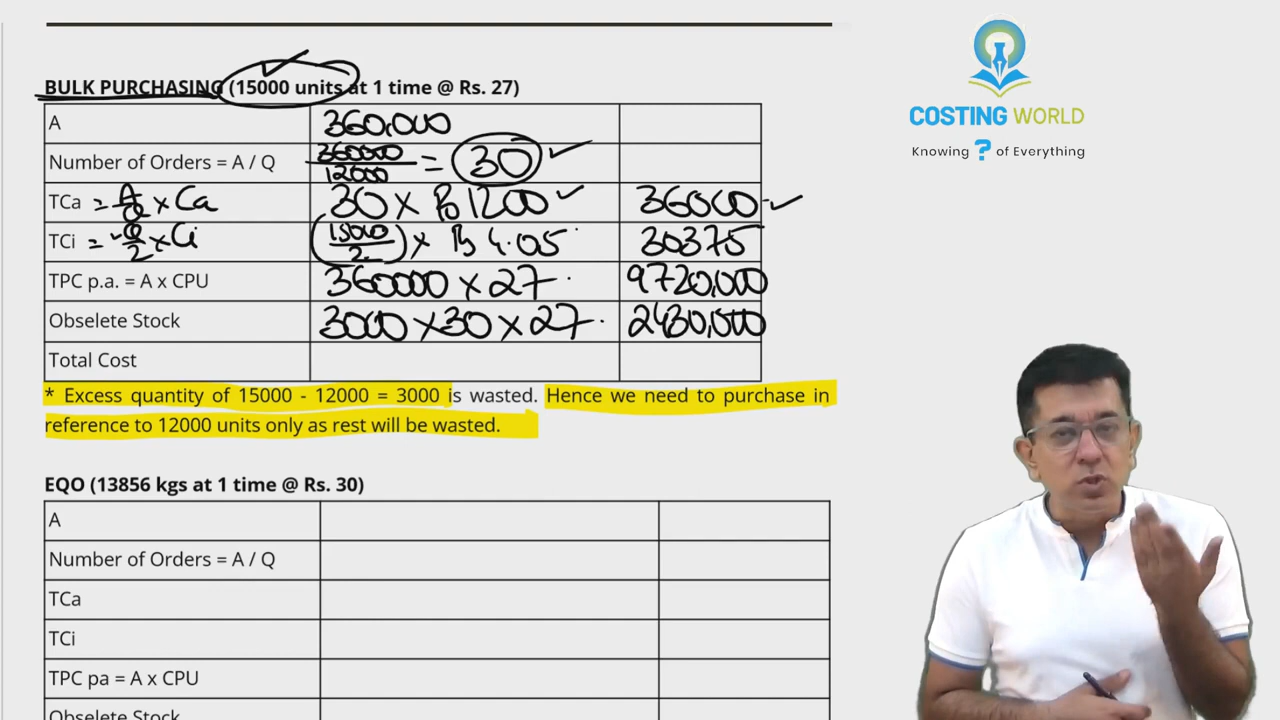 COSTING WORLD
Knowing ? of Everything
BULK PURCHASING (15000 units at 1 time @ Rs. 27)
A 360,000
Number of Orders = A / Q 360000 / 12000 = 30
TCa = A/Q × Ca 30 × Rs 1200 36000
TCi = Q/2 × Ci (15000/2) × Rs 4.05 30375
TPC p.a. = A x CPU 360000 × 27 9720,000
Obselete Stock 3000 × 30 × 27 2430,000
Total Cost
* Excess quantity of 15000 - 12000 = 3000 is wasted. Hence we need to purchase in
reference to 12000 units only as rest will be wasted.
EQO (13856 kgs at 1 time @ Rs. 30)
A
Number of Orders = A / Q
TCa
TCi
TPC pa = A x CPU
Obselete Stock